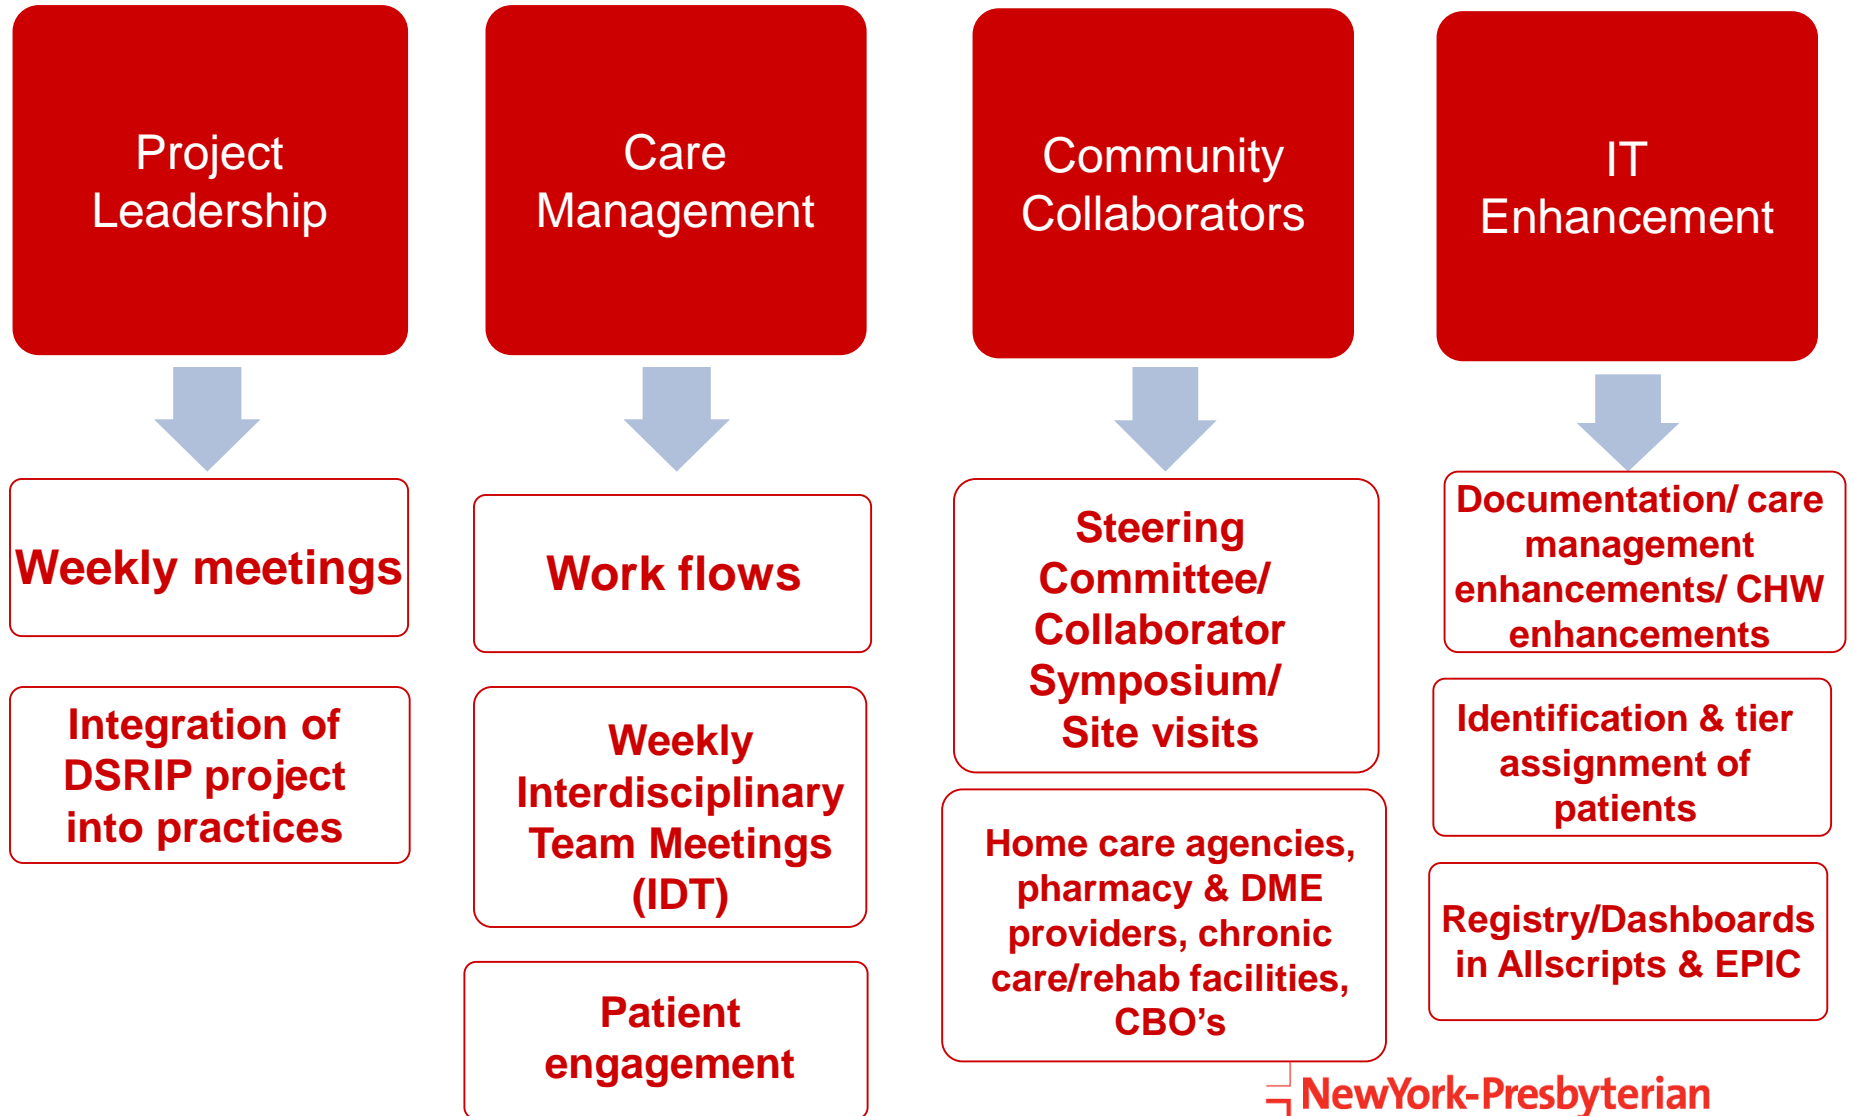 Project
Leadership
Care
Management
Community
Collaborators
IT
Enhancement
Weekly meetings
Integration of
DSRIP project
into practices
Work flows
Weekly
Interdisciplinary
Team Meetings
(IDT)
Patient
engagement
Steering
Committee/
Collaborator
Symposium/
Site visits
Home care agencies,
pharmacy & DME
providers, chronic
care/rehab facilities,
CBO’s
Documentation/ care
management
enhancements/ CHW
enhancements
Identification & tier
assignment of
patients
Registry/Dashboards
in Allscripts & EPIC
NewYork-Presbyterian